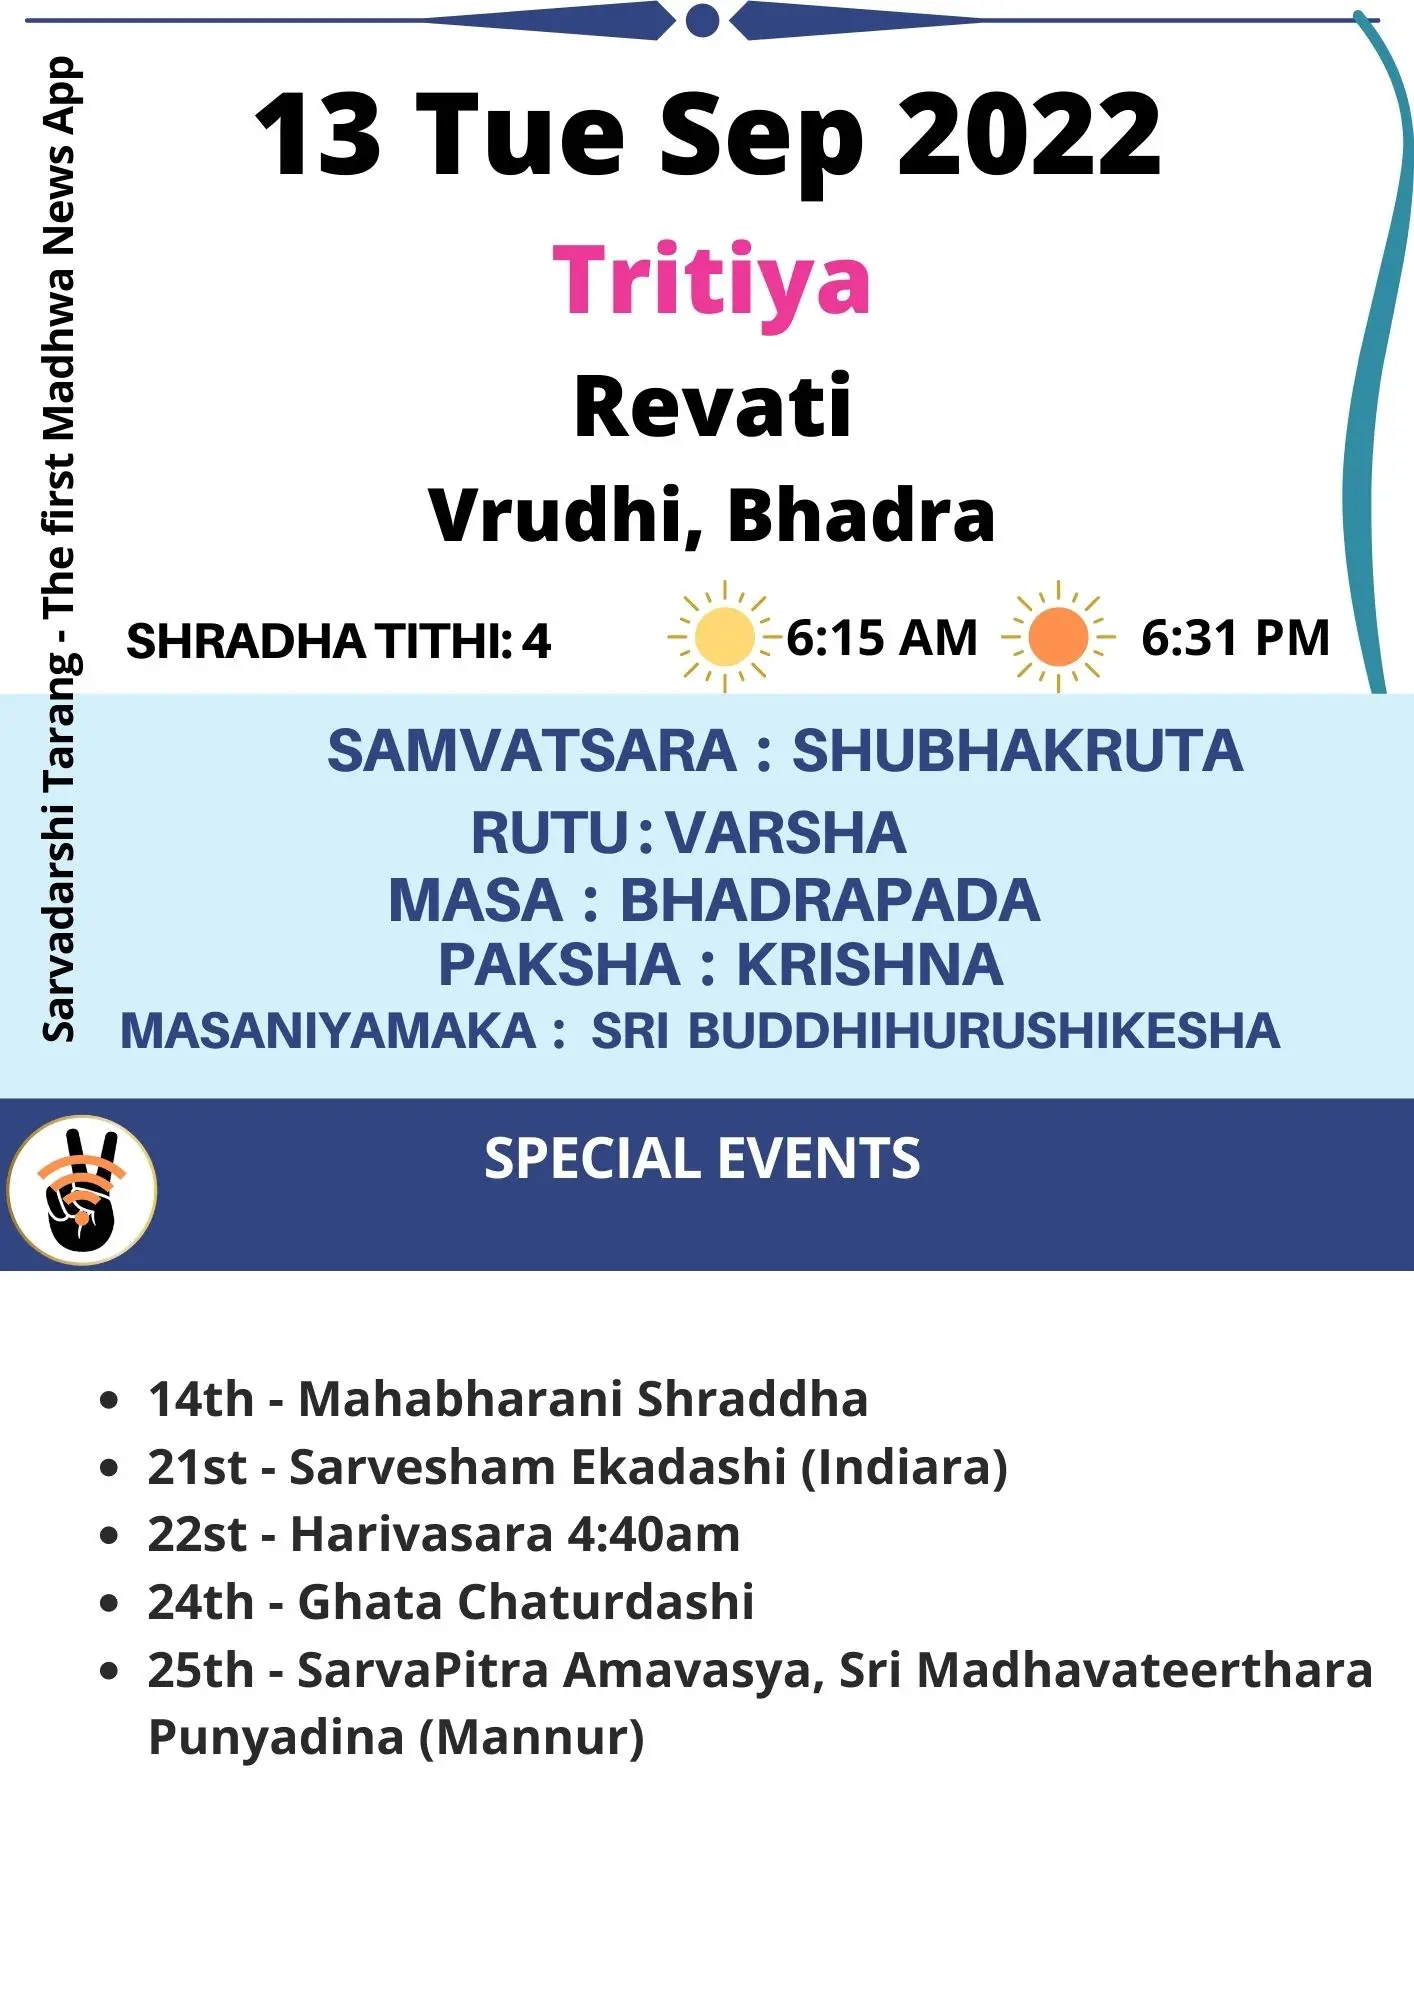 Sarvadarshi Tarang - The first Madhwa News App
13 Tue Sep 2022
Tritiya
Revati
Vrudhi, Bhadra
SHRADHA TITHI: 4 6:15 AM 6:31 PM
SAMVATSARA : SHUBHAKRUTA
RUTU : VARSHA
MASA : BHADRAPADA
PAKSHA : KRISHNA
MASANIYAMAKA : SRI BUDDHIHURUSHIKESHA
SPECIAL EVENTS
• 14th - Mahabharani Shraddha
• 21st - Sarvesham Ekadashi (Indiara)
• 22st - Harivasara 4:40am
• 24th - Ghata Chaturdashi
• 25th - SarvaPitra Amavasya, Sri Madhavateerthara
Punyadina (Mannur)